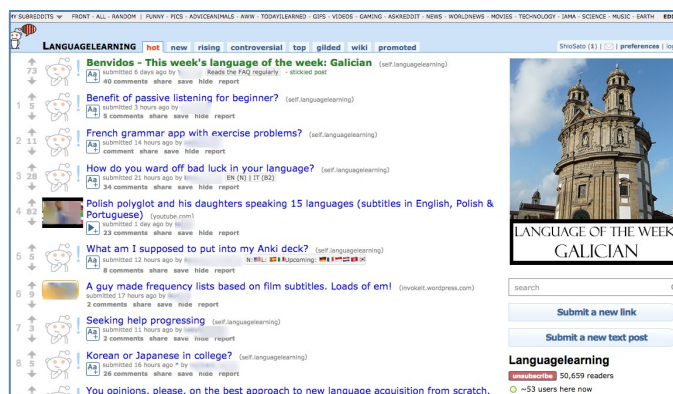 MY SUBREDDITS FRONT - ALL - RANDOM | FUNNY - PICS - ADVICEANIMALS - AWW - TODAYILEARNED - GIFS - VIDEOS - GAMING - ASKREDDIT - NEWS - WORLDNEWS - MOVIES - TECHNOLOGY - IAMA - SCIENCE - MUSIC - EARTH
LANGUAGELEARNING hot new rising controversial top gilded wiki promoted
ShioSato (1) | preferences |
73
Benvidos - This week's language of the week: Galician (self.languagelearning)
Aa submitted 6 days ago by Reads the FAQ regularly - stickied post
40 comments share save hide report
1 5 Benefit of passive listening for beginner? (self.languagelearning)
Aa submitted 3 hours ago by
5 comments share save hide report
2 11 French grammar app with exercise problems? (self.languagelearning)
Aa submitted 14 hours ago by
comment share save hide report
3 28 How do you ward off bad luck in your language? (self.languagelearning)
Aa submitted 21 hours ago by EN (N) | IT (B2)
34 comments share save hide report
4 82 Polish polyglot and his daughters speaking 15 languages (subtitles in English, Polish &
Portuguese) (youtube.com)
submitted 1 day ago by
23 comments share save hide report
5 5 What am I supposed to put into my Anki deck? (self.languagelearning)
Aa submitted 12 hours ago by N: L: Upcoming:
8 comments share save hide report
6 9 A guy made frequency lists based on film subtitles. Loads of em! (invokeit.wordpress.com)
submitted 17 hours ago by
2 comments share save hide report
7 3 Seeking help progressing (self.languagelearning)
Aa submitted 11 hours ago by
2 comments share save hide report
8 5 Korean or Japanese in college? (self.languagelearning)
Aa submitted 16 hours ago * by
26 comments share save hide report
You opinions, please, on the best approach to new language acquisition from scratch.
LANGUAGE OF THE WEEK
GALICIAN
search
Submit a new link
Submit a new text post
Languagelearning
unsubscribe 50,659 readers
~53 users here now